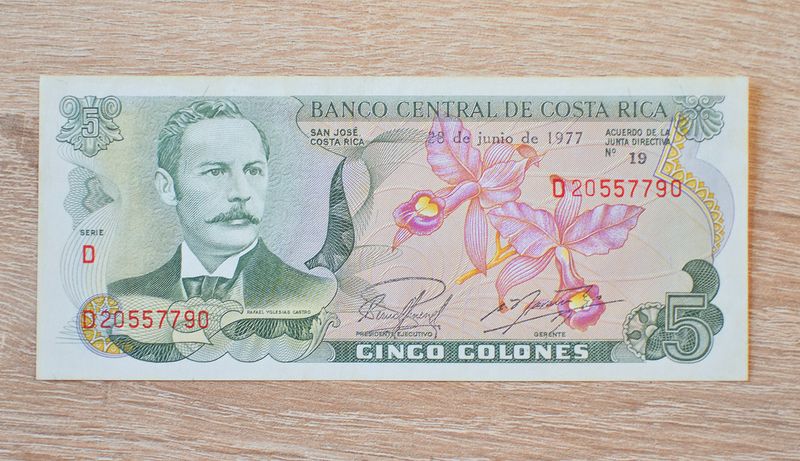 5
BANCO CENTRAL DE COSTA RICA
SAN JOSÉ,
COSTA RICA
28 de junio de 1977
ACUERDO DE LA
JUNTA DIRECTIVA
Nº 19
D20557790
SERIE
D
D20557790
RAFAEL YGLESIAS CASTRO
PRESIDENTE EJECUTIVO
GERENTE
CINCO COLONES
5